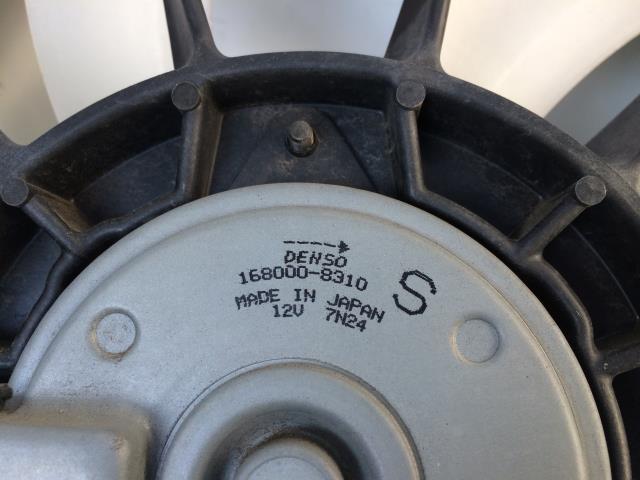 DENSO
168000-8310
MADE IN JAPAN
12V 7N24
S